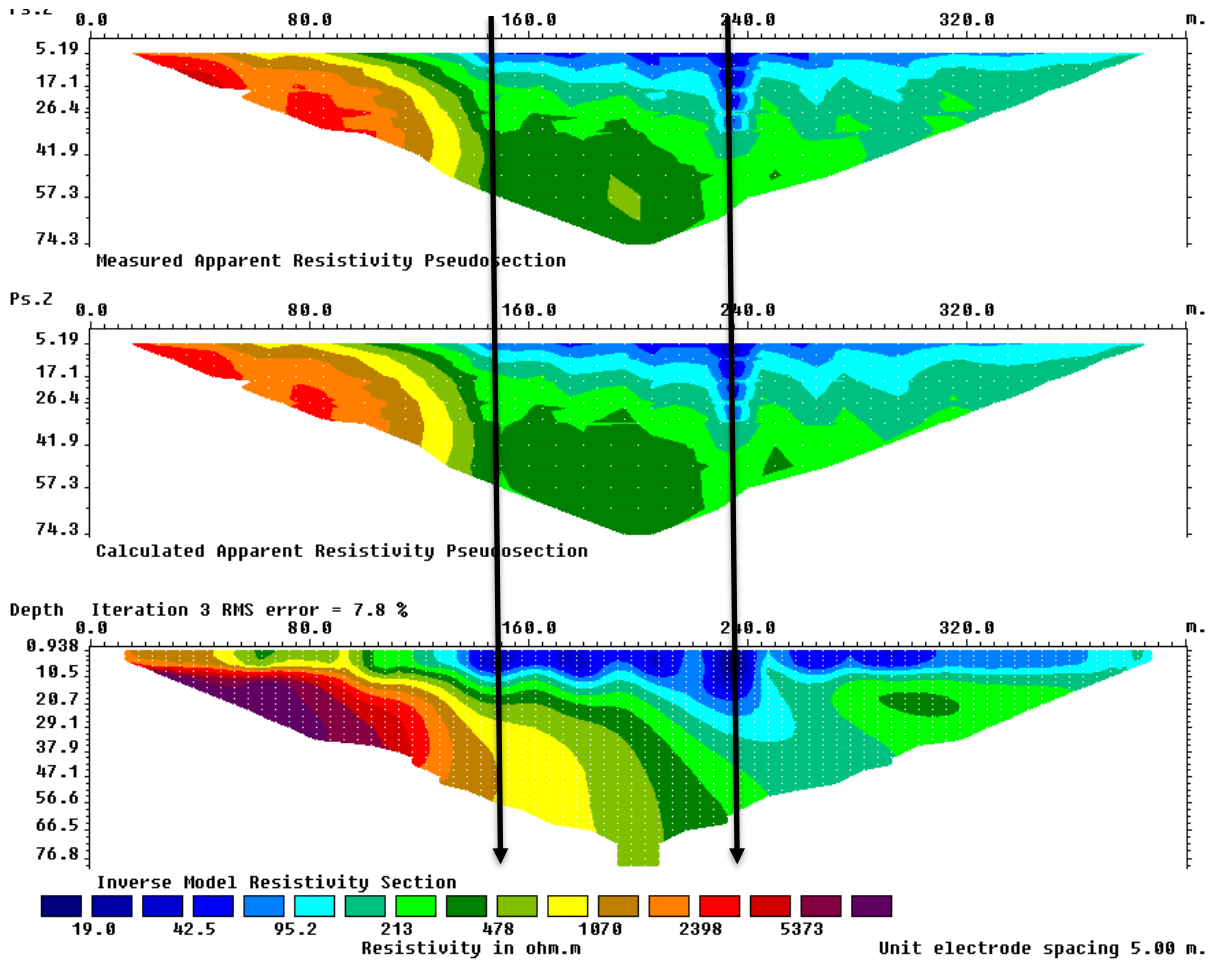 Ps.Z 0.0 80.0 160.0 240.0 320.0 m.
5.19
17.1
26.4
41.9
57.3
74.3
Measured Apparent Resistivity Pseudosection
Ps.Z 0.0 80.0 160.0 240.0 320.0 m.
5.19
17.1
26.4
41.9
57.3
74.3
Calculated Apparent Resistivity Pseudosection
Depth Iteration 3 RMS error = 7.8 %
0.0 80.0 160.0 240.0 320.0 m.
0.938
10.5
20.7
29.1
37.9
47.1
56.6
66.5
76.8
Inverse Model Resistivity Section
19.0 42.5 95.2 213 478 1070 2398 5373
Resistivity in ohm.m Unit electrode spacing 5.00 m.